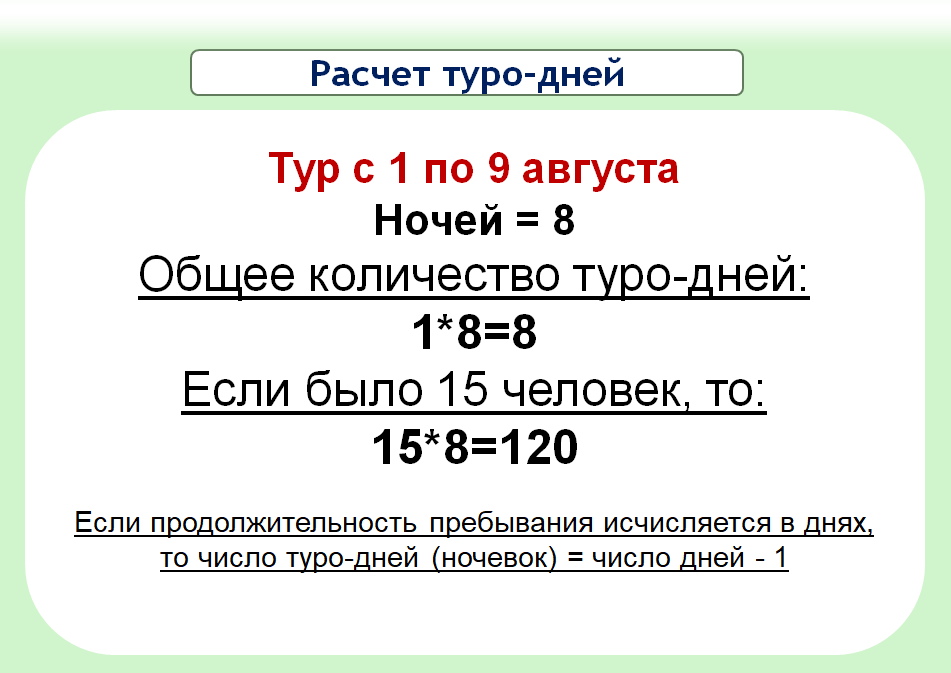 Расчет туро-дней
Тур с 1 по 9 августа
Ночей = 8
Общее количество туро-дней:
1*8=8
Если было 15 человек, то:
15*8=120
Если продолжительность пребывания исчисляется в днях,
то число туро-дней (ночевок) = число дней - 1